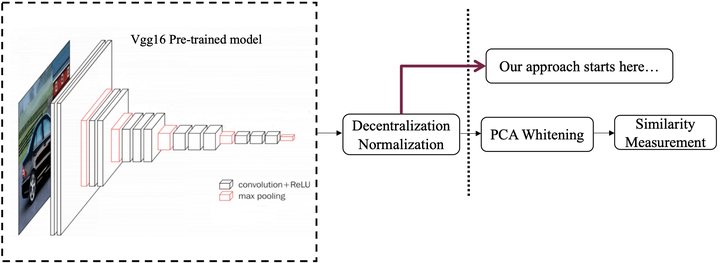 Vgg16 Pre-trained model
convolution+ReLU
max pooling
Decentralization
Normalization
Our approach starts here…
PCA Whitening
Similarity
Measurement